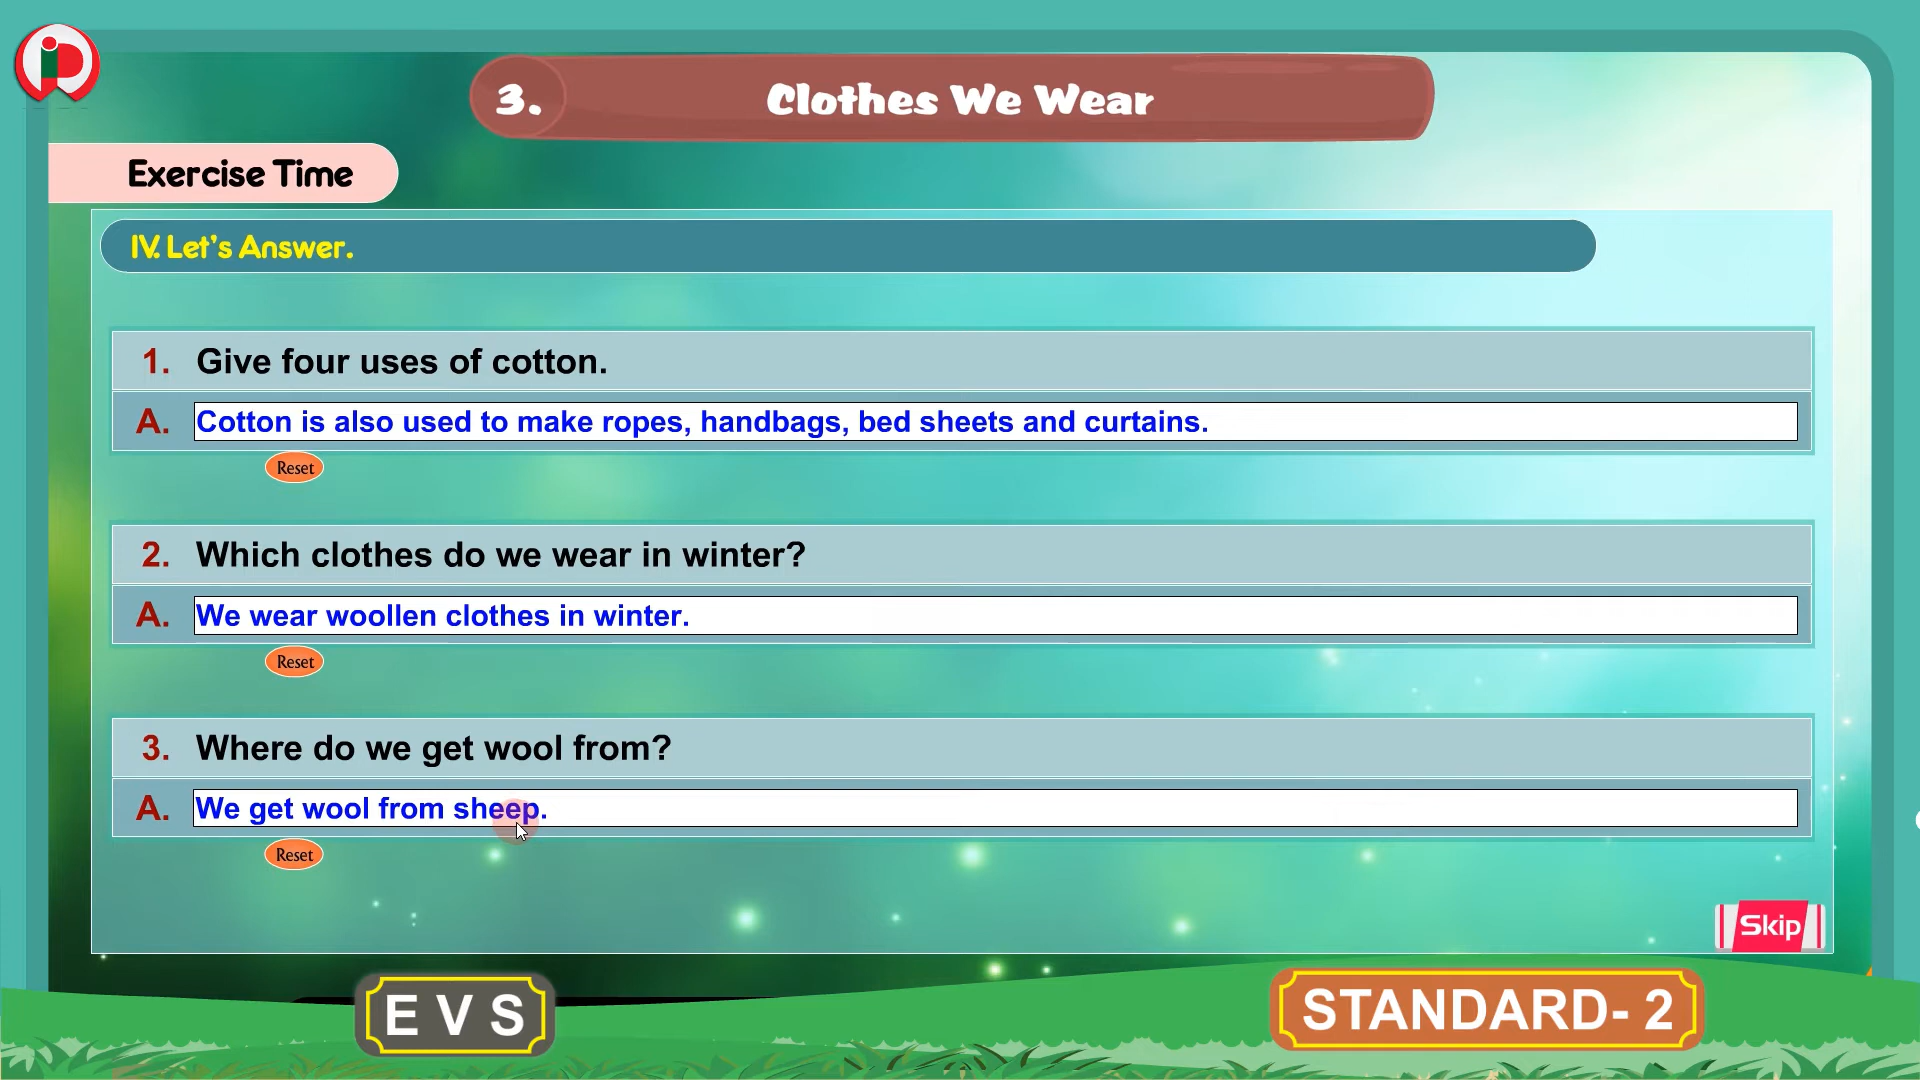 3. Clothes We Wear
Exercise Time
IV. Let's Answer.
1. Give four uses of cotton.
A. Cotton is also used to make ropes, handbags, bed sheets and curtains.
Reset
2. Which clothes do we wear in winter?
A. We wear woollen clothes in winter.
Reset
3. Where do we get wool from?
A. We get wool from sheep.
Reset
Skip
E V S
STANDARD- 2